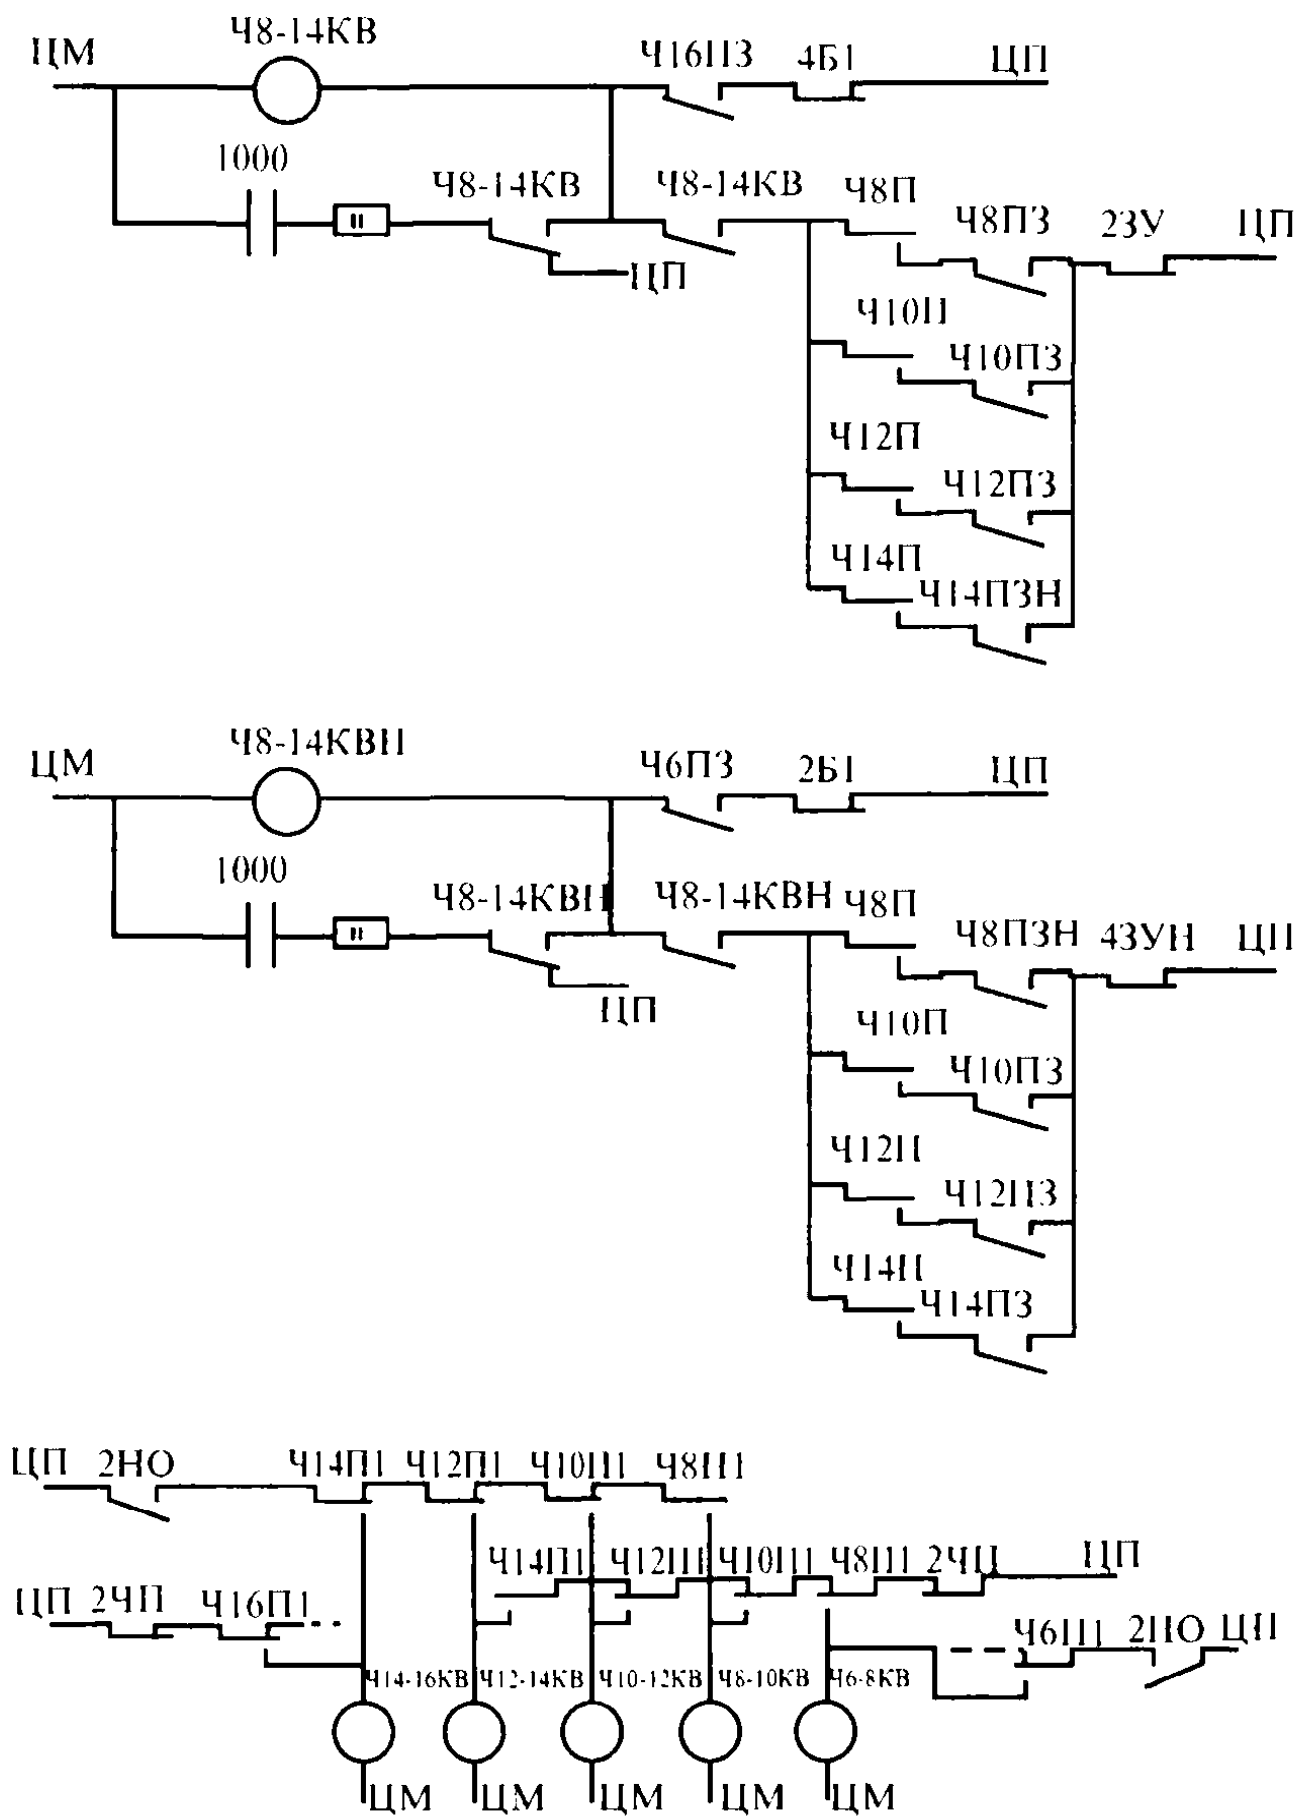 Ч8-14КВ
ЦМ
Ч16ПЗ 4Б1 ЦП
1000
Ч8-14КВ Ч8-14КВ Ч8П
Ч8ПЗ 2ЗУ ЦП
ЦП
Ч10П
Ч10ПЗ
Ч12П
Ч12ПЗ
Ч14П
Ч14ПЗН
Ч8-14КВН
ЦМ Ч6ПЗ 2Б1 ЦП
1000
Ч8-14КВН Ч8-14КВН Ч8П
Ч8ПЗН 4ЗУН ЦП
ЦП
Ч10П
Ч10ПЗ
Ч12П
Ч12ПЗ
Ч14П
Ч14ПЗ
ЦП 2НО Ч14П1 Ч12П1 Ч10П1 Ч8П1
Ч14П1 Ч12П1 Ч10П1 Ч8П1 2ЧП ЦП
ЦП 2ЧП Ч16П1
Ч6П1 2НО ЦП
Ч14-16КВ Ч12-14КВ Ч10-12КВ Ч8-10КВ Ч6-8КВ
ЦМ ЦМ ЦМ ЦМ ЦМ